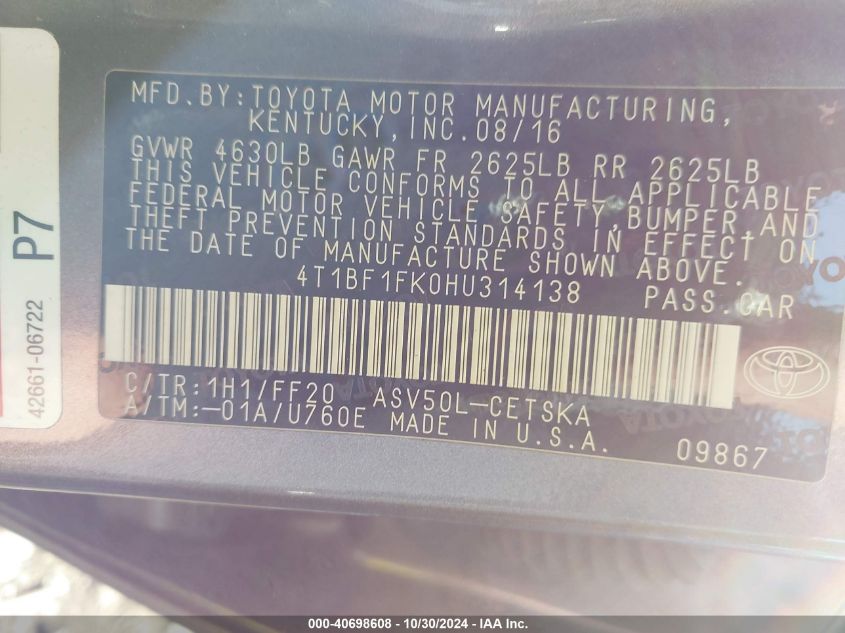 MFD.BY:TOYOTA MOTOR MANUFACTURING,
KENTUCKY, INC. 08/16
GVWR 4630LB GAWR FR 2625LB RR 2625LB
THIS VEHICLE CONFORMS TO ALL APPLICABLE
FEDERAL MOTOR VEHICLE SAFETY, BUMPER, AND
THEFT PREVENTION STANDARDS IN EFFECT ON
THE DATE OF MANUFACTURE SHOWN ABOVE.
4T1BF1FK0HU314138 PASS.CAR
C/TR:1H1/FF20 ASV50L-CETSKA
A/TM:-01A/U760E MADE IN U.S.A.
09867
P7
42661-06722
000-40698608 - 10/30/2024 - IAA Inc.